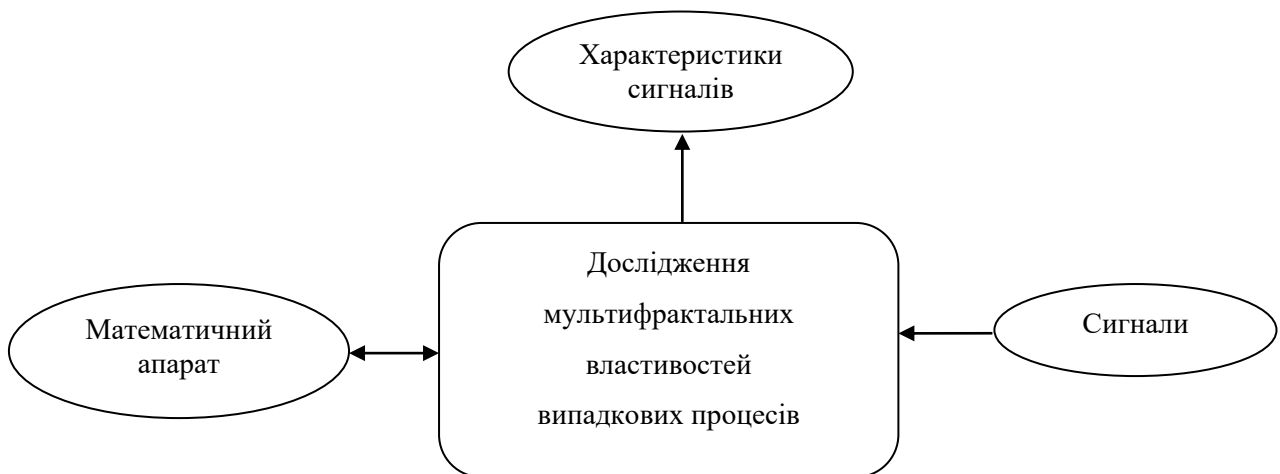 Характеристики
сигналів
Дослідження
мультифрактальних
властивостей
випадкових процесів
Математичний
апарат
Сигнали